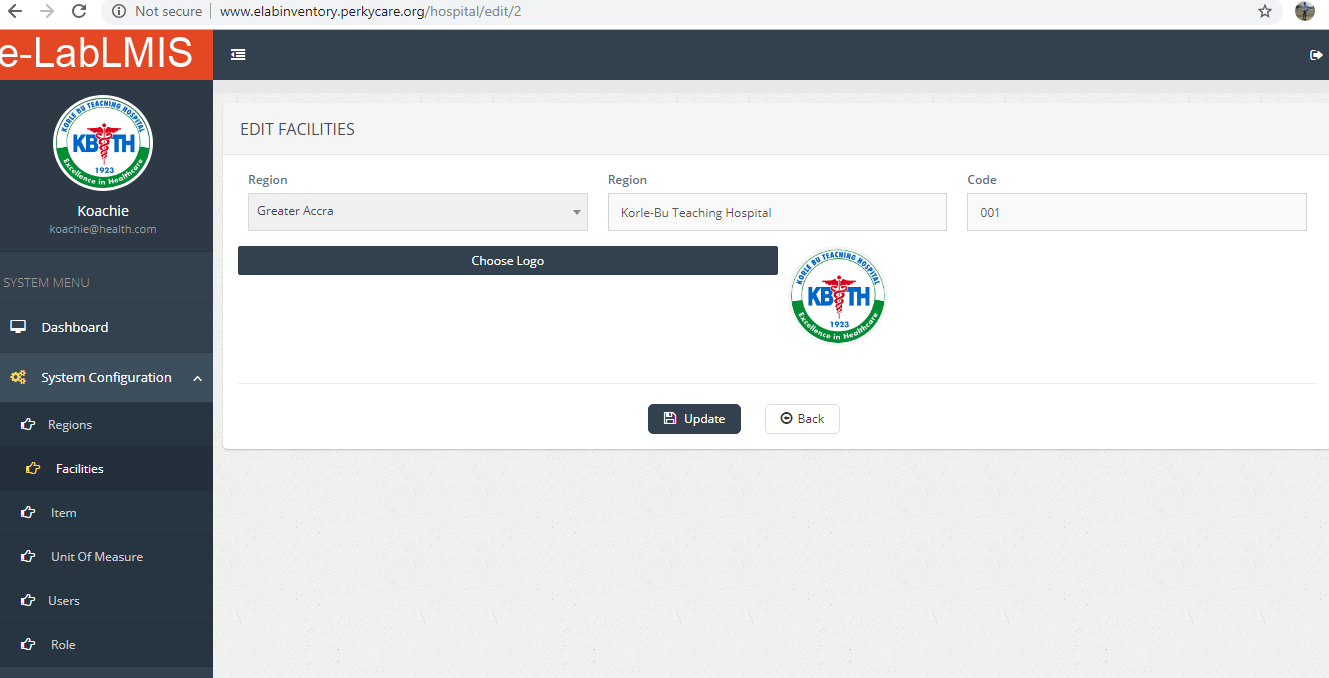 Not secure | www.elabinventory.perkycare.org/hospital/edit/2
e-LabLMIS
KORLE BU TEACHING HOSPITAL
KBTH
1923
Excellence in Healthcare
Koachie
koachie@health.com
SYSTEM MENU
Dashboard
System Configuration
Regions
Facilities
Item
Unit Of Measure
Users
Role
EDIT FACILITIES
Region
Region
Code
Greater Accra
Korle-Bu Teaching Hospital
001
Choose Logo
KORLE BU TEACHING HOSPITAL
KBTH
1923
Excellence in Healthcare
Update
Back